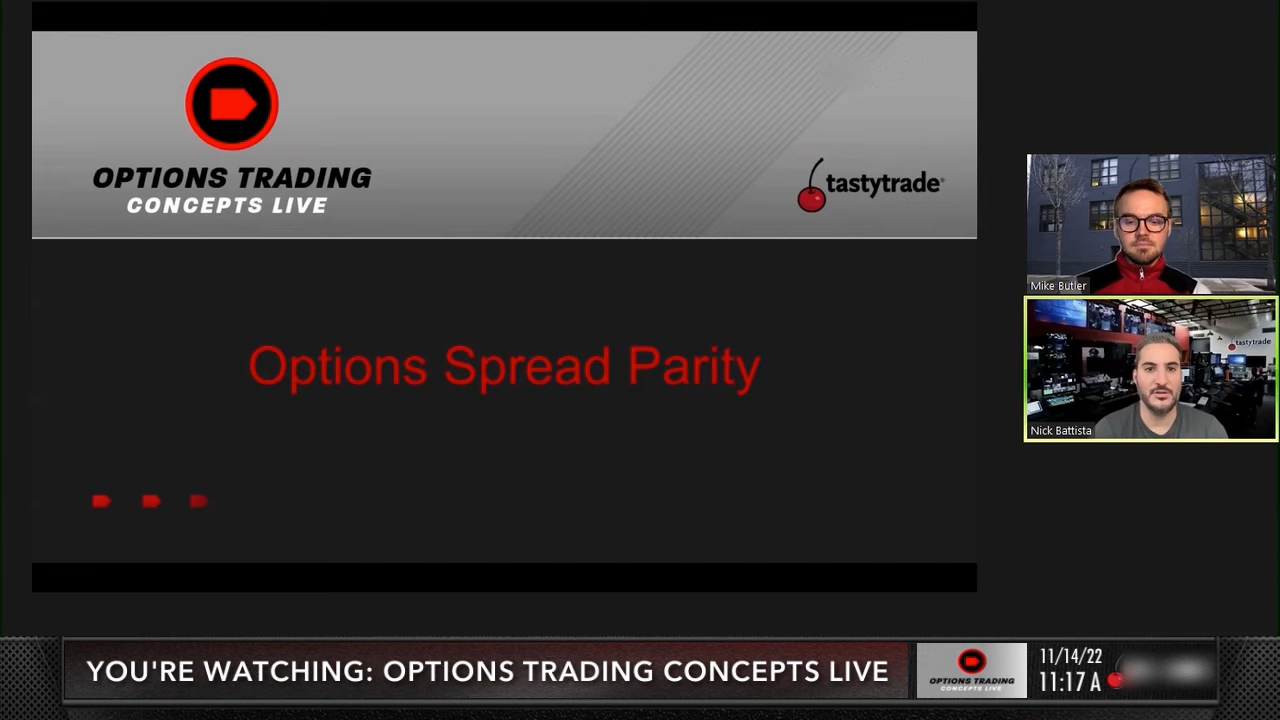 OPTIONS TRADING
CONCEPTS LIVE
tastytrade®
Options Spread Parity
Mike Butler
tastytrade
Nick Battista
YOU'RE WATCHING: OPTIONS TRADING CONCEPTS LIVE
OPTIONS TRADING
CONCEPTS LIVE
11/14/22
11:17 A